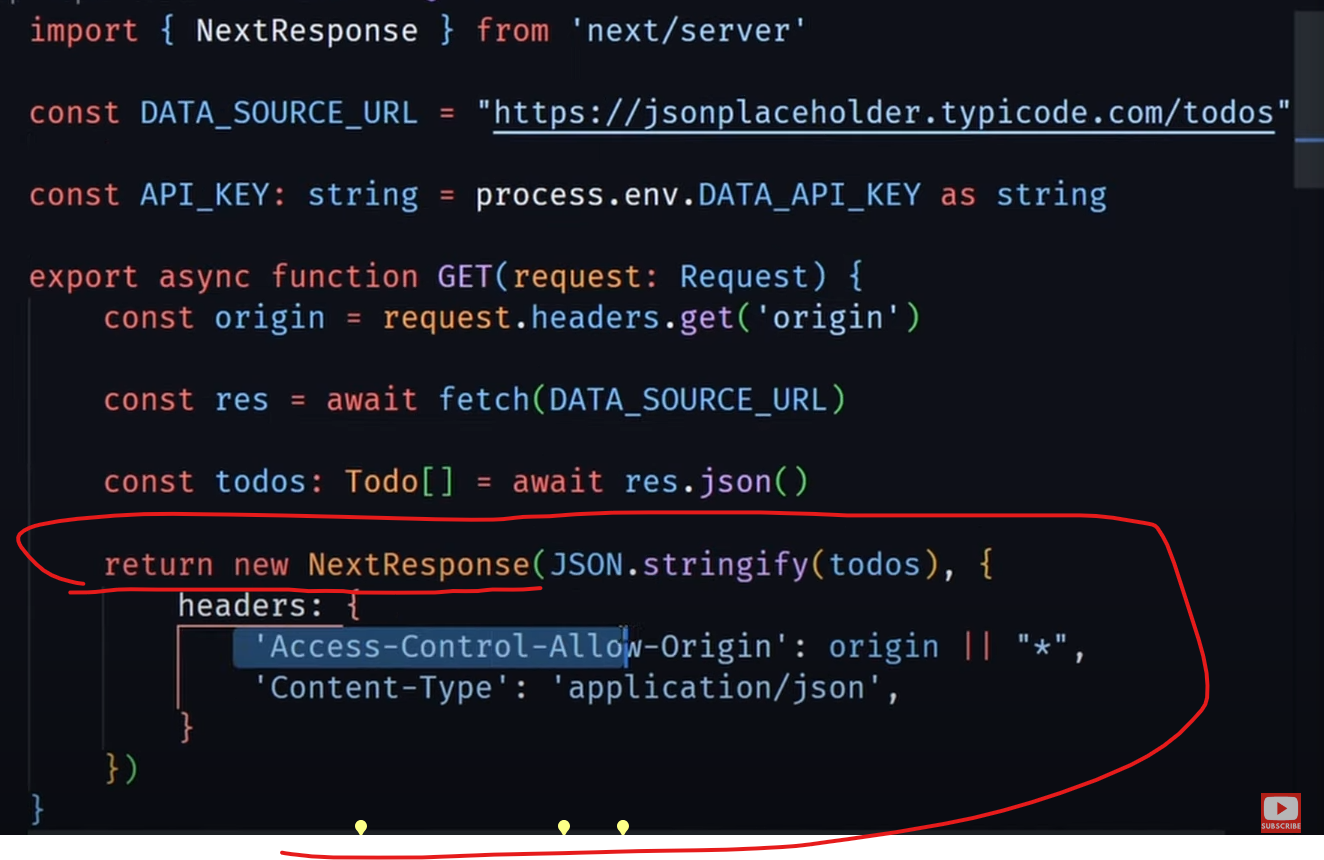 import { NextResponse } from 'next/server'
const DATA_SOURCE_URL = "https://jsonplaceholder.typicode.com/todos"
const API_KEY: string = process.env.DATA_API_KEY as string
export async function GET(request: Request) {
const origin = request.headers.get('origin')
const res = await fetch(DATA_SOURCE_URL)
const todos: Todo[] = await res.json()
return new NextResponse(JSON.stringify(todos), {
headers: {
'Access-Control-Allow-Origin': origin || "*",
'Content-Type': 'application/json',
}
})
}
SUBSCRIBE